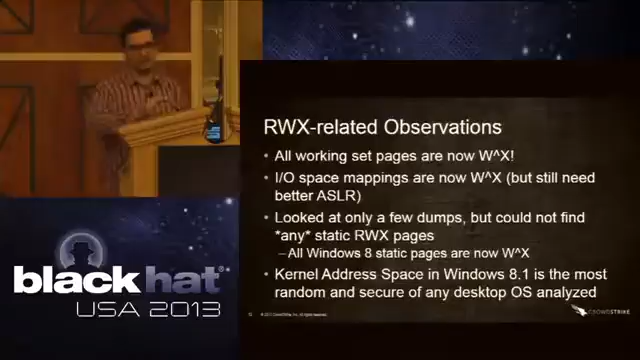 RWX-related Observations
• All working set pages are now W^X!
• I/O space mappings are now W^X (but still need
better ASLR)
• Looked at only a few dumps, but could not find
*any* static RWX pages
–All Windows 8 static pages are now W^X
• Kernel Address Space in Windows 8.1 is the most
random and secure of any desktop OS analyzed
CROWDSTRIKE
black hat®
USA 2013